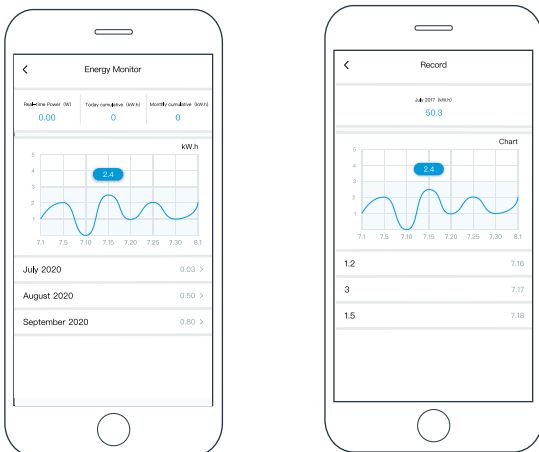 Energy Monitor
Real-time Power (W) Today cumulative (kW.h) Monthly cumulative (kW.h)
0.00 0 0
kW.h
5
4
2.4
3
2
1
7.1 7.5 7.10 7.15 7.20 7.25 7.30 8.1
July 2020 0.03 >
August 2020 0.50 >
September 2020 0.80 >
Record
July 2017 (kW.h)
50.3
Chart
5
4
2.4
3
2
1
7.1 7.5 7.10 7.15 7.20 7.25 7.30 8.1
1.2 7.16
3 7.17
1.5 7.18